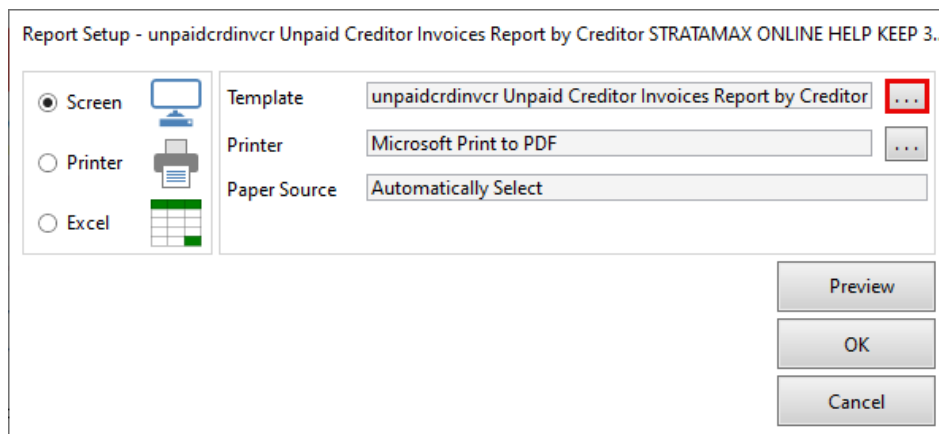 Report Setup - unpaidcrdinvcr Unpaid Creditor Invoices Report by Creditor STRATAMAX ONLINE HELP KEEP 3..
Screen
Printer
Excel
Template unpaidcrdinvcr Unpaid Creditor Invoices Report by Creditor ...
Printer Microsoft Print to PDF ...
Paper Source Automatically Select
Preview
OK
Cancel